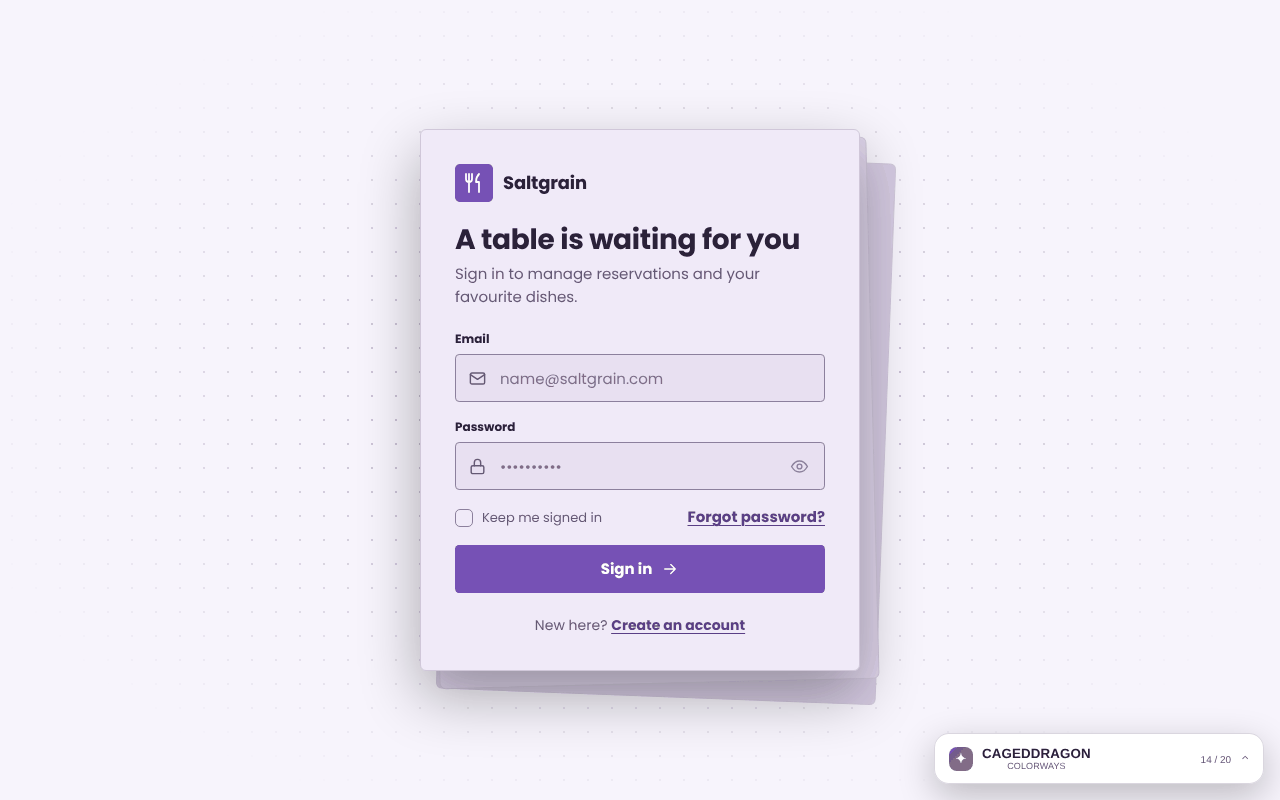 Saltgrain
A table is waiting for you
Sign in to manage reservations and your
favourite dishes.
Email
name@saltgrain.com
Password
••••••••••
Keep me signed in
Forgot password?
Sign in
New here? Create an account
CAGEDDRAGON
COLORWAYS
14 / 20